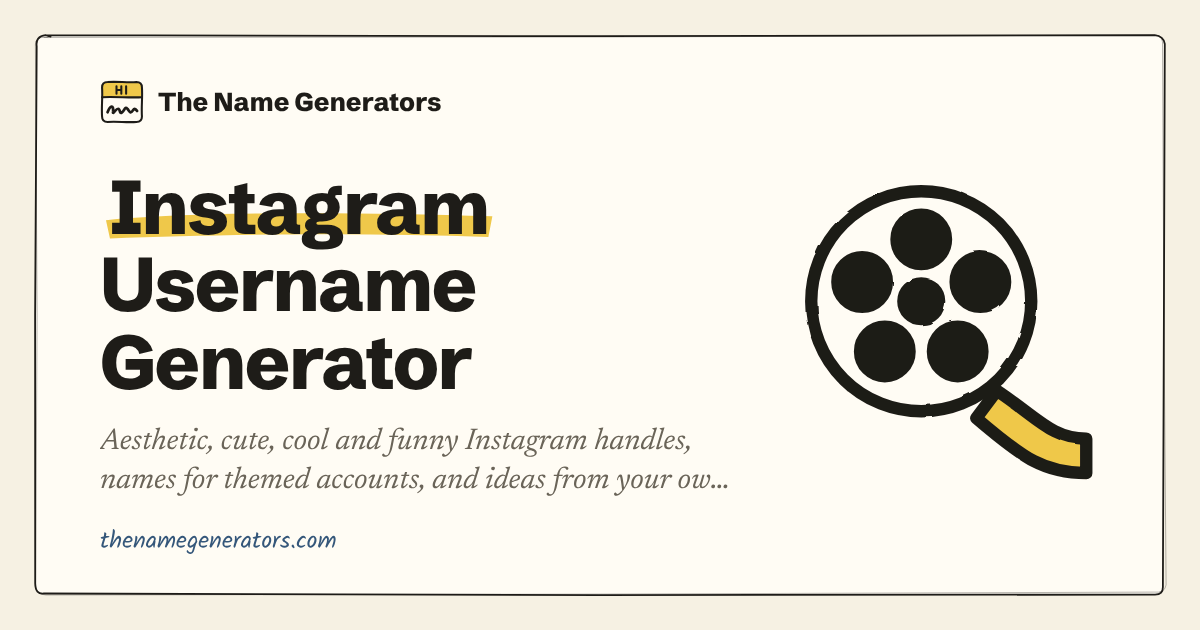 HI
The Name Generators
Instagram
Username
Generator
Aesthetic, cute, cool and funny Instagram handles,
names for themed accounts, and ideas from your ow...
thenamegenerators.com